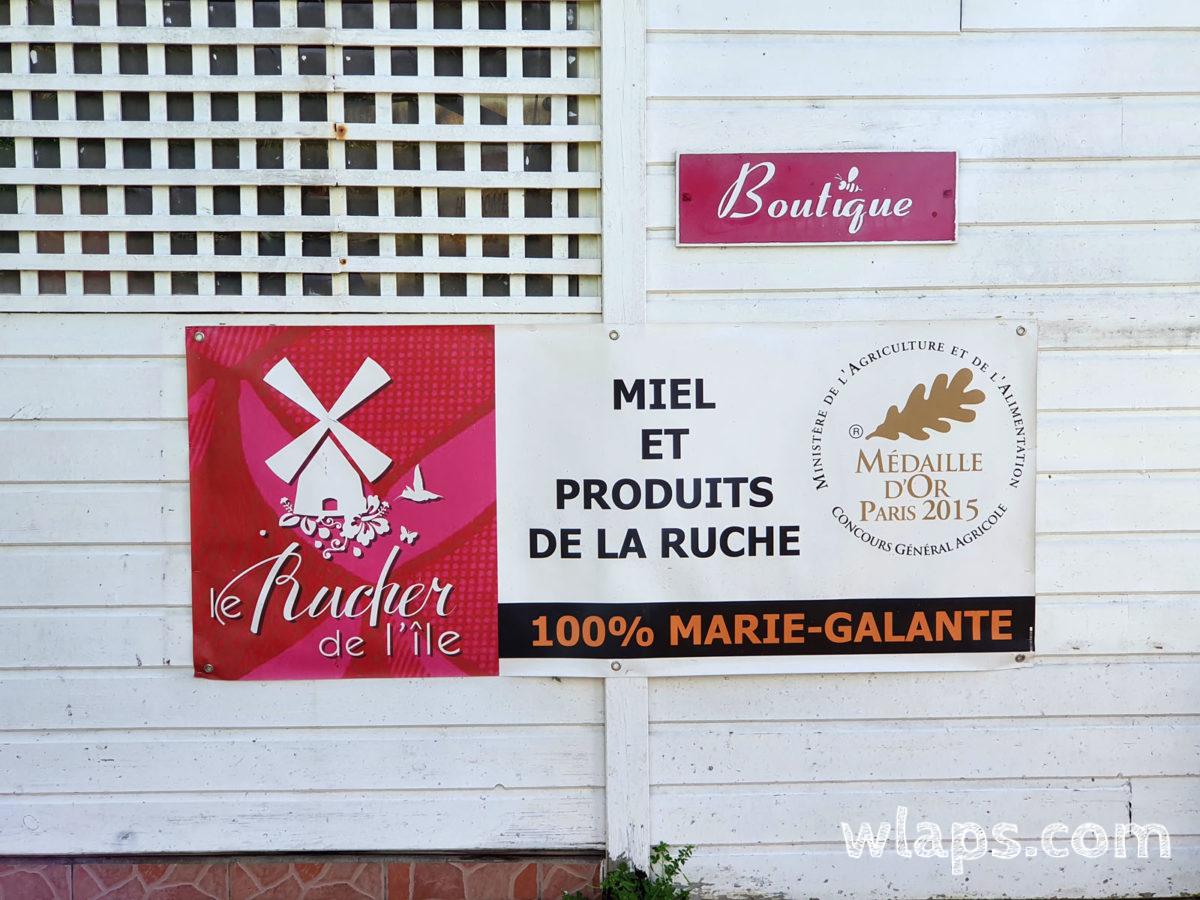 Boutique
le Rucher
de l'île
MIEL
ET
PRODUITS
DE LA RUCHE
100% MARIE-GALANTE
MINISTÈRE DE L'AGRICULTURE ET DE L'ALIMENTATION
®
MÉDAILLE
D'OR
PARIS 2015
CONCOURS GÉNÉRAL AGRICOLE
wlaps.com